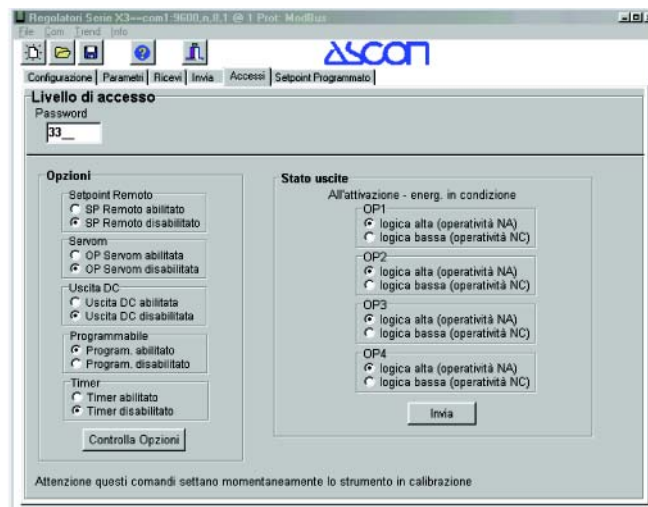 Regolatori Serie X3---com1:9600,n,8,1 @ 1 Prot: ModBus
File Com Trend Info
ascon
Configurazione Parametri Ricevi Invia Accessi Setpoint Programmato
Livello di accesso
Password
33__
Opzioni
Setpoint Remoto
SP Remoto abilitato
SP Remoto disabilitato
Servom
OP Servom abilitata
OP Servom disabilitata
Uscita DC
Uscita DC abilitata
Uscita DC disabilitata
Programmabile
Program. abilitato
Program. disabilitato
Timer
Timer abilitato
Timer disabilitato
Controlla Opzioni
Stato uscite
All'attivazione - energ. in condizione
OP1
logica alta (operatività NA)
logica bassa (operatività NC)
OP2
logica alta (operatività NA)
logica bassa (operatività NC)
OP3
logica alta (operatività NA)
logica bassa (operatività NC)
OP4
logica alta (operatività NA)
logica bassa (operatività NC)
Invia
Attenzione questi comandi settano momentaneamente lo strumento in calibrazione